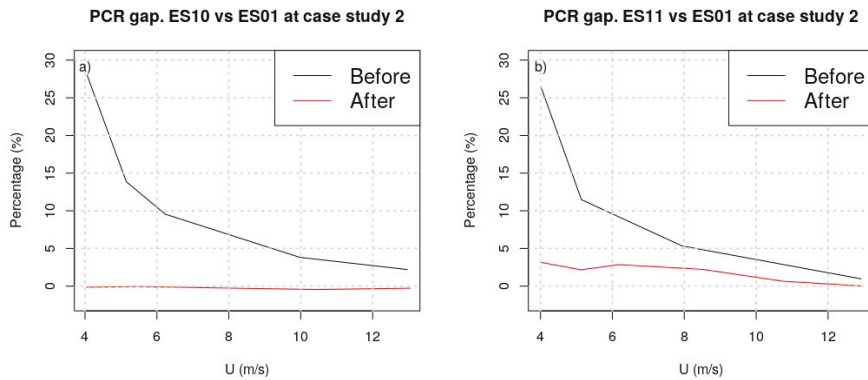 PCR gap. ES10 vs ES01 at case study 2
a)
Before
After
Percentage (%)
30
25
20
15
10
5
0
4 6 8 10 12
U (m/s)
PCR gap. ES11 vs ES01 at case study 2
b)
Before
After
Percentage (%)
30
25
20
15
10
5
0
4 6 8 10 12
U (m/s)